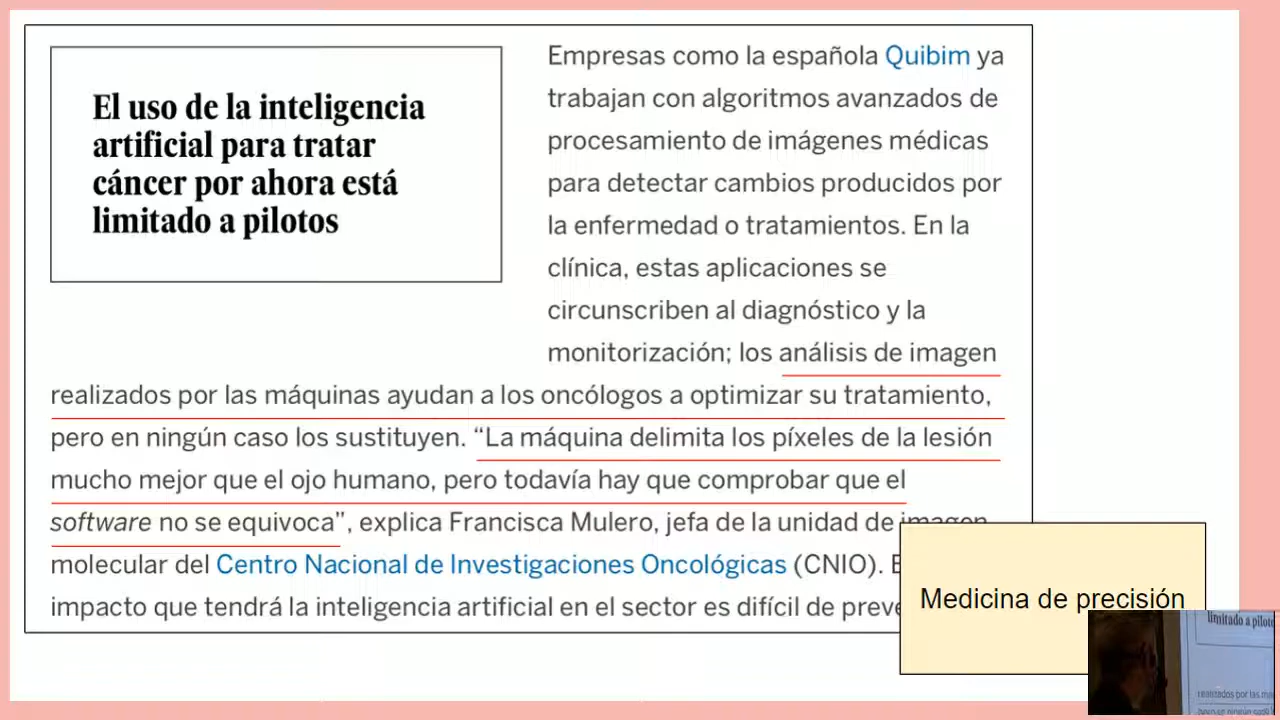 El uso de la inteligencia
artificial para tratar
cáncer por ahora está
limitado a pilotos
Empresas como la española Quibim ya
trabajan con algoritmos avanzados de
procesamiento de imágenes médicas
para detectar cambios producidos por
la enfermedad o tratamientos. En la
clínica, estas aplicaciones se
circunscriben al diagnóstico y la
monitorización; los análisis de imagen
realizados por las máquinas ayudan a los oncólogos a optimizar su tratamiento,
pero en ningún caso los sustituyen. “La máquina delimita los píxeles de la lesión
mucho mejor que el ojo humano, pero todavía hay que comprobar que el
software no se equivoca”, explica Francisca Mulero, jefa de la unidad de imagen
molecular del Centro Nacional de Investigaciones Oncológicas (CNIO).
impacto que tendrá la inteligencia artificial en el sector es difícil de
Medicina de precisión
limitado a
realizados por las